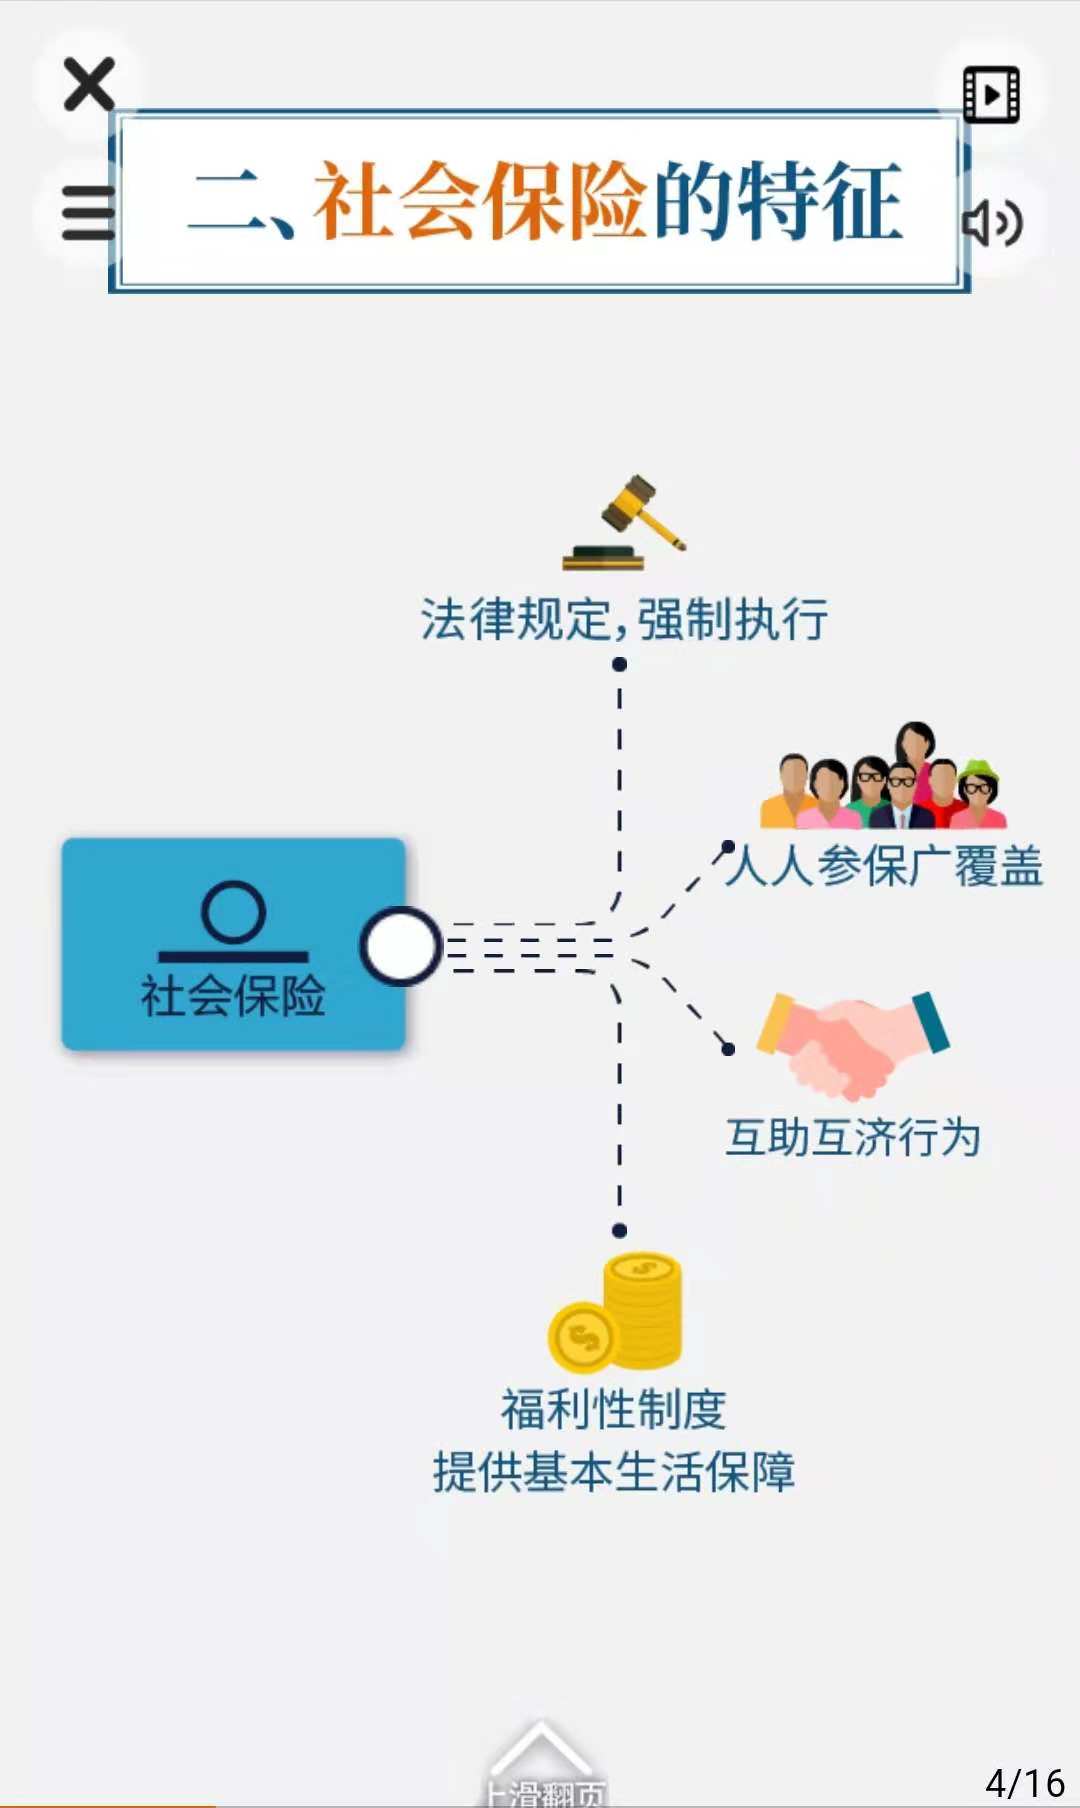 二、社会保险的特征
法律规定，强制执行
人人参保广覆盖
社会保险
互助互济行为
福利性制度
提供基本生活保障
上滑翻页
4/16